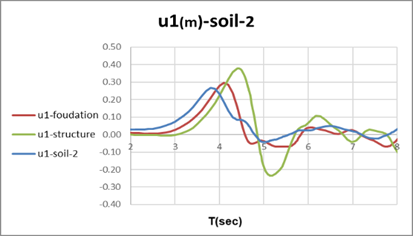 u1(m)-soil-2
0.50
0.40
0.30
0.20
0.10
0.00
-0.10
-0.20
-0.30
-0.40
2 3 4 5 6 7 8
u1-foudation
u1-structure
u1-soil-2
T(sec)